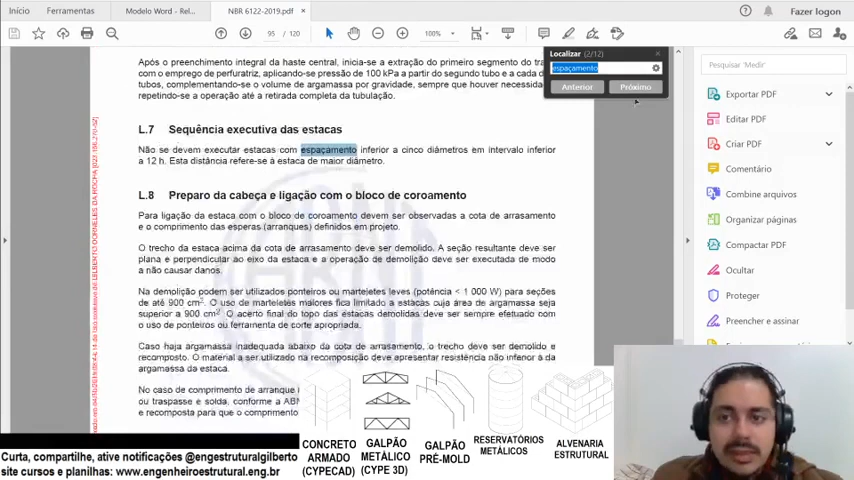 Início Ferramentas Modelo Word - Rel... NBR 6122-2019.pdf × Fazer logon
95 / 120 100%
Localizar (2/12)
espaçamento
Anterior Próximo
Após o preenchimento integral da haste central, inicia-se a extração do primeiro segmento do
com o emprego de perfuratriz, aplicando-se pressão de 100 kPa a partir do segundo tubo e a cada
tubos, complementando-se o volume de argamassa por gravidade, sempre que houver
repetindo-se a operação até a retirada completa da tubulação.
L.7 Sequência executiva das estacas
Não se devem executar estacas com espaçamento inferior a cinco diâmetros em intervalo inferior
a 12 h. Esta distância refere-se à estaca de maior diâmetro.
L.8 Preparo da cabeça e ligação com o bloco de coroamento
Para ligação da estaca com o bloco de coroamento devem ser observadas a cota de arrasamento
e o comprimento das esperas (arranques) definidos em projeto.
O trecho da estaca acima da cota de arrasamento deve ser demolido. A seção resultante deve ser
plana e perpendicular ao eixo da estaca e a operação de demolição deve ser executada de modo
a não causar danos.
Na demolição podem ser utilizados ponteiros ou marteletes leves (potência < 1 000 W) para seções
de até 900 cm². O uso de marteletes maiores fica limitado a estacas cuja área de argamassa seja
superior a 900 cm². O acerto final do topo das estacas demolidas deve ser sempre efetuado com
o uso de ponteiros ou ferramenta de corte apropriada.
Caso haja argamassa inadequada abaixo da cota de arrasamento, o trecho deve ser demolido e
recomposto. O material a ser utilizado na recomposição deve apresentar resistência não inferior à da
argamassa da estaca.
No caso de comprimento de arranque
ou traspasse e solda, conforme a
e recomposta para que o comprimento
Pesquisar 'Medir'
Exportar PDF
Editar PDF
Criar PDF
Comentário
Combine arquivos
Organizar páginas
Compactar PDF
Ocultar
Proteger
Preencher e assinar
CONCRETO
ARMADO
(CYPECAD)
GALPÃO
METÁLICO
(CYPE 3D)
GALPÃO
PRÉ-MOLD
RESERVATÓRIOS
METÁLICOS
ALVENARIA
ESTRUTURAL
Curta, compartilhe, ative notificações @engestruturalgilberto
site cursos e planilhas: www.engenheiroestrutural.eng.br